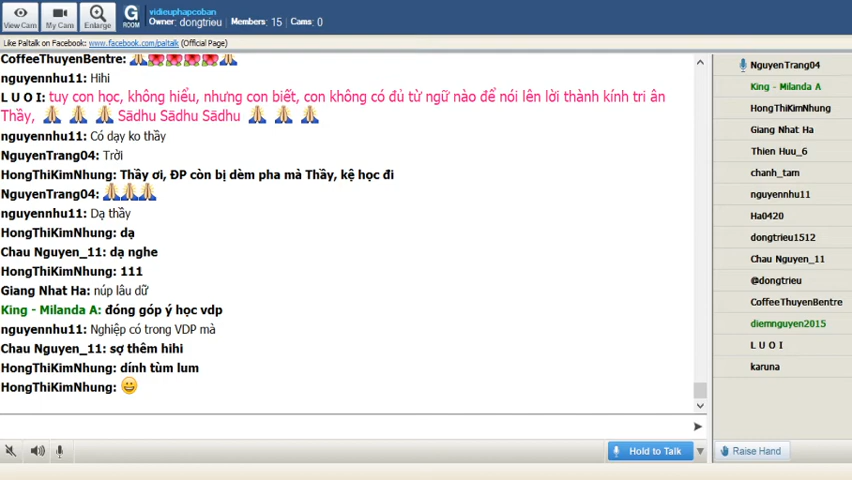 View Cam
My Cam
Enlarge
G
ROOM
vidieuphapcoban
Owner: dongtrieu Members: 15 Cams: 0
Like Paltalk on Facebook: www.facebook.com/paltalk (Official Page)
CoffeeThuyenBentre:
nguyennhu11: Hihi
L U O I: tuy con học, không hiểu, nhưng con biết, con không có đủ từ ngữ nào để nói lên lời thành kính tri ân
Thầy, Sādhu Sādhu Sādhu
nguyennhu11: Có dạy ko thầy
NguyenTrang04: Trời
HongThiKimNhung: Thầy ơi, ĐP còn bị dèm pha mà Thầy, kệ học đi
NguyenTrang04:
nguyennhu11: Dạ thầy
HongThiKimNhung: dạ
Chau Nguyen_11: dạ nghe
HongThiKimNhung: 111
Giang Nhat Ha: núp lâu dữ
King - Milanda A: đóng góp ý học vdp
nguyennhu11: Nghiệp có trong VDP mà
Chau Nguyen_11: sợ thêm hihi
HongThiKimNhung: dính tùm lum
HongThiKimNhung:
Hold to Talk
NguyenTrang04
King - Milanda A
HongThiKimNhung
Giang Nhat Ha
Thien Huu_6
chanh_tam
nguyennhu11
Ha0420
dongtrieu1512
Chau Nguyen_11
@dongtrieu
CoffeeThuyenBentre
diemnguyen2015
L U O I
karuna
Raise Hand